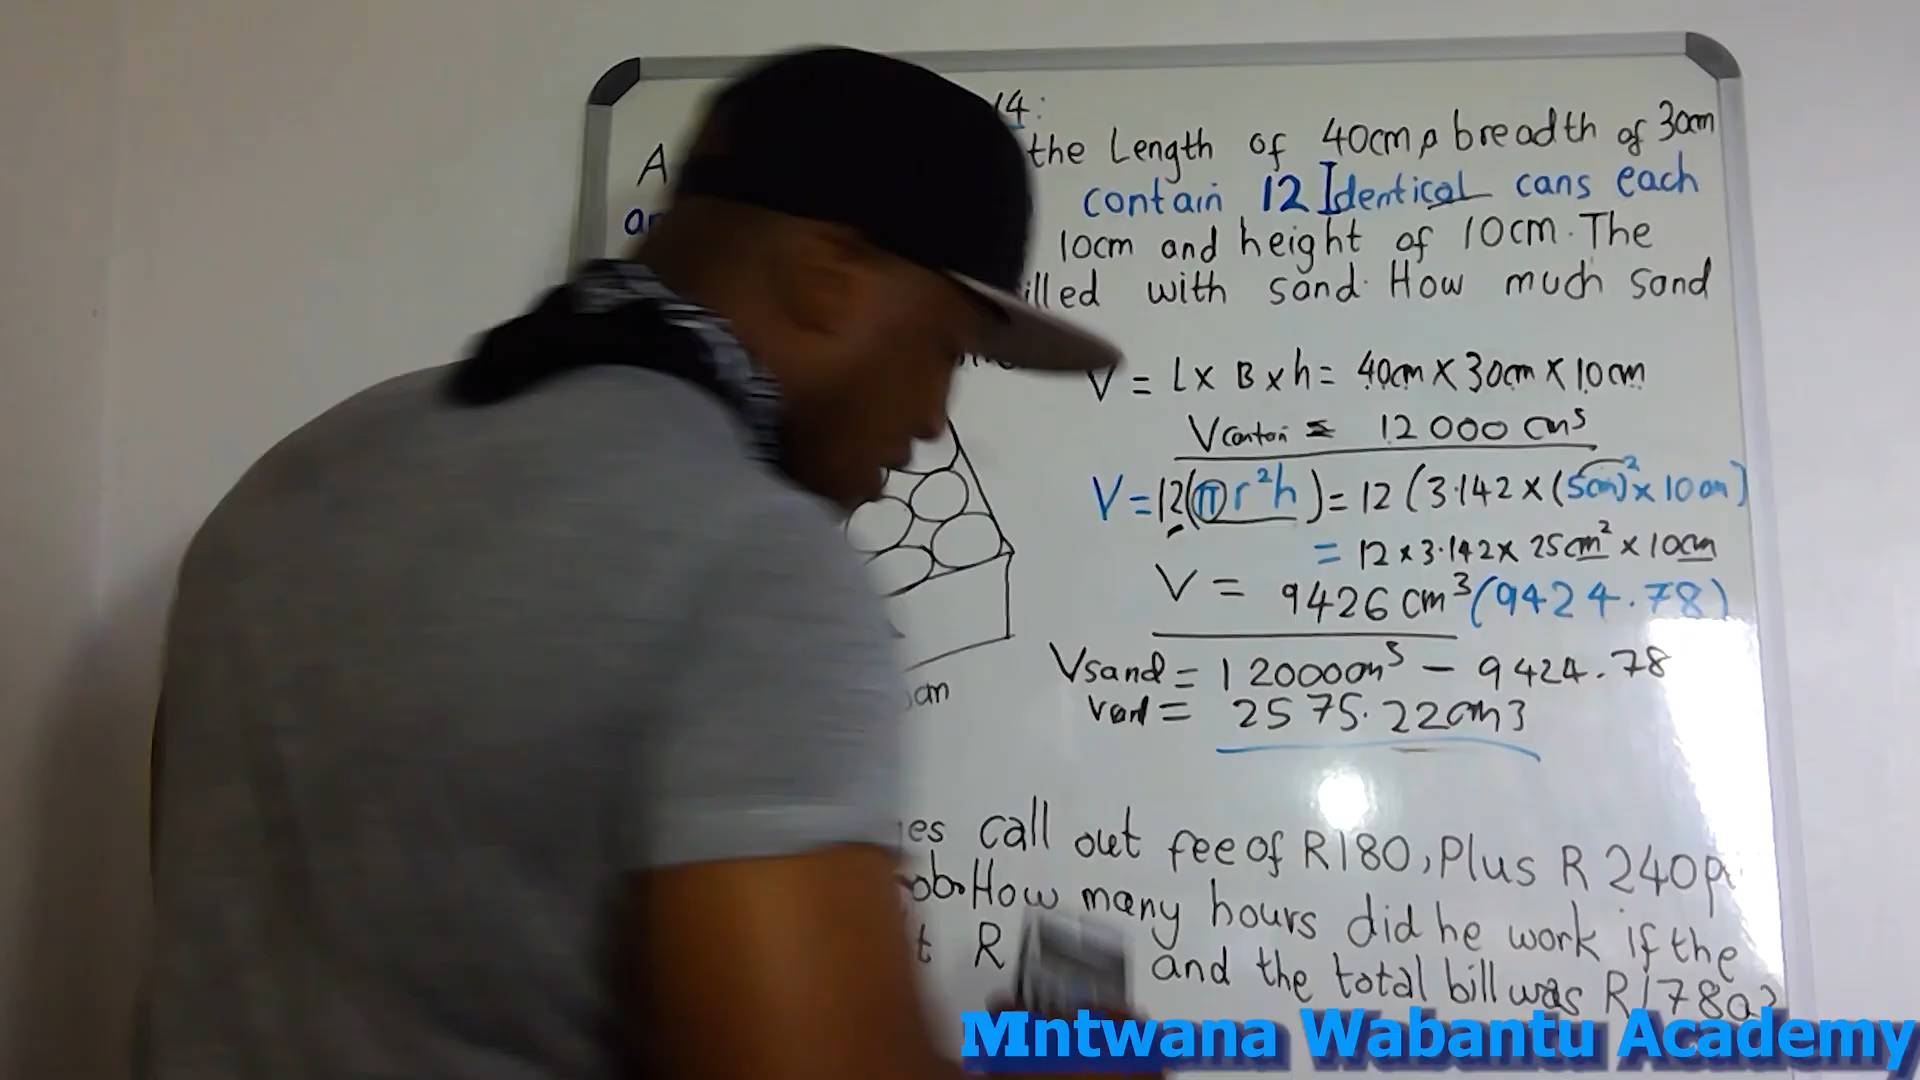 14:
A the Length of 40cm, breadth of 30cm
an contain 12 Identical cans each
10cm and height of 10cm. The
illed with sand. How much sand
V = L x B x h = 40cm x 30cm x 10cm
12 000 cm³
V = 12(πr²h) = 12 (3.142 x (5cm)² x 10cm)
= 12 x 3.142 x 25cm² x 10cm
V = 9426 cm³ (9424.78)
Vsand = 12000cm³ - 9424.78
= 2575.22cm3
es call out fee of R180, Plus R 240p
ob. How many hours did he work if the
t R and the total bill was R1780?
Mntwana Wabantu Academy